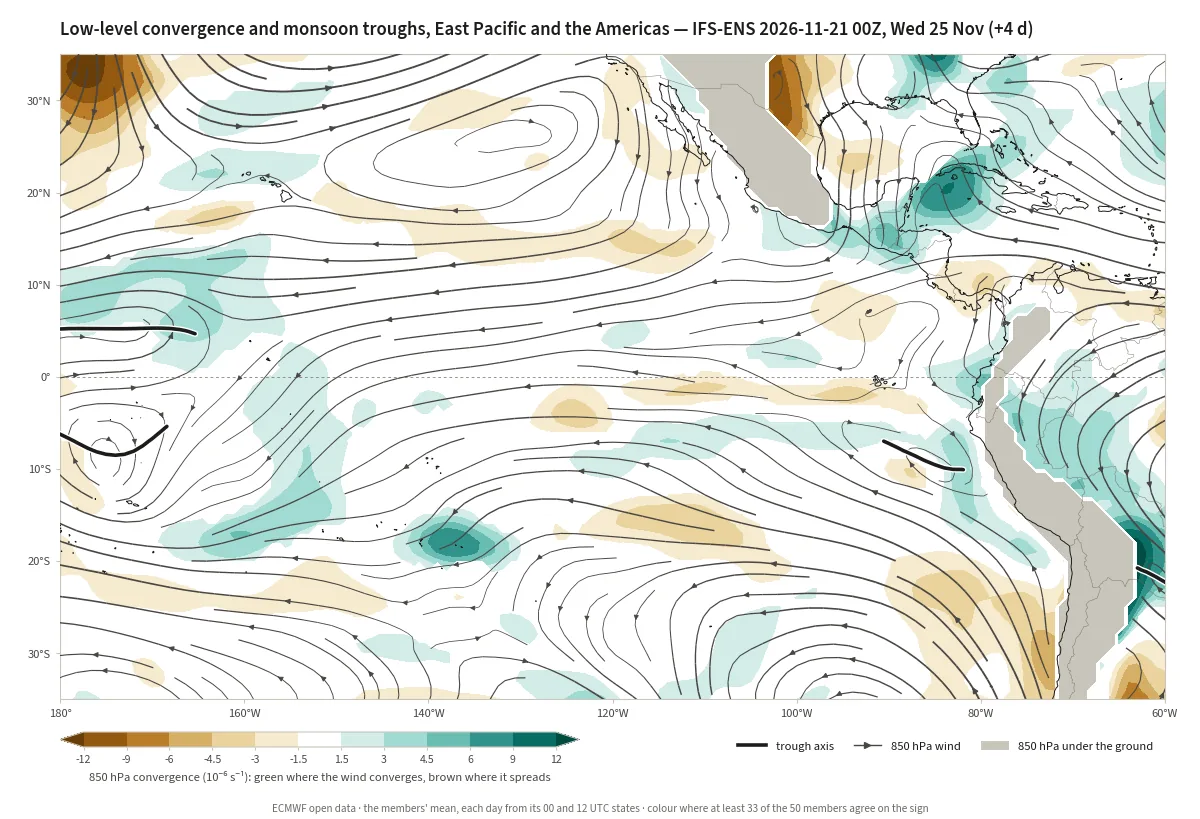 Low-level convergence and monsoon troughs, East Pacific and the Americas — IFS-ENS 2026-11-21 00Z, Wed 25 Nov (+4 d)
30°N
20°N
10°N
0°
10°S
20°S
30°S
180° 160°W 140°W 120°W 100°W 80°W 60°W
-12 -9 -6 -4.5 -3 -1.5 1.5 3 4.5 6 9 12
850 hPa convergence (10⁻⁶ s⁻¹): green where the wind converges, brown where it spreads
trough axis 850 hPa wind 850 hPa under the ground
ECMWF open data · the members' mean, each day from its 00 and 12 UTC states · colour where at least 33 of the 50 members agree on the sign